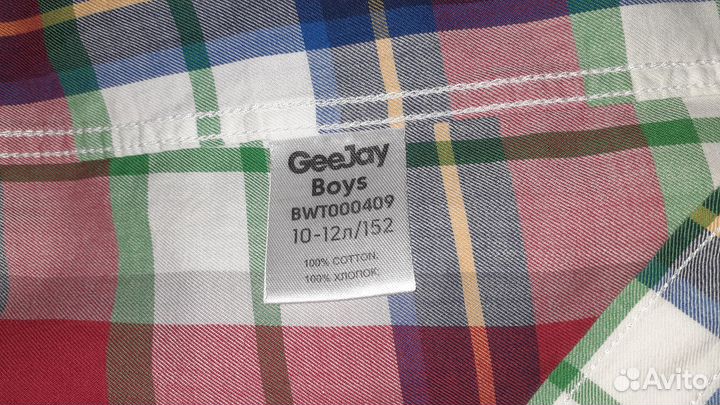 GeeJay
Boys
BWT000409
10-12л/152
100% COTTON:
100% ХЛОПОК:
Avito